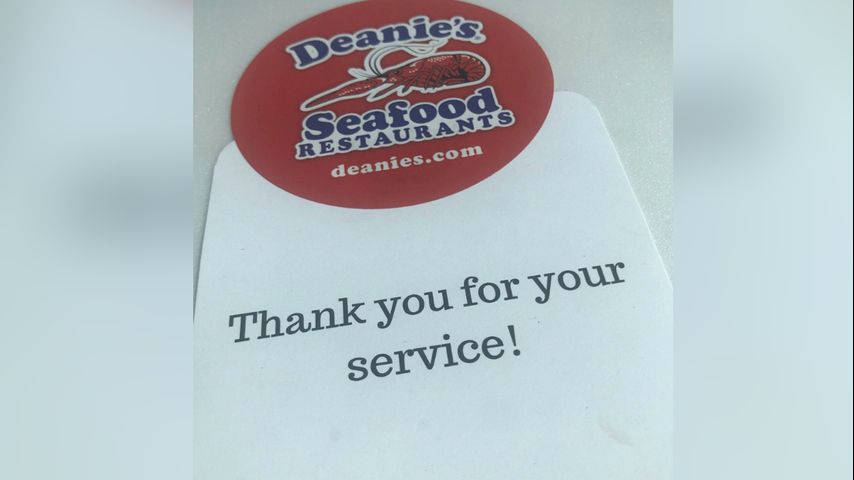 Deanie's
Seafood
RESTAURANTS
deanies.com
Thank you for your
service!